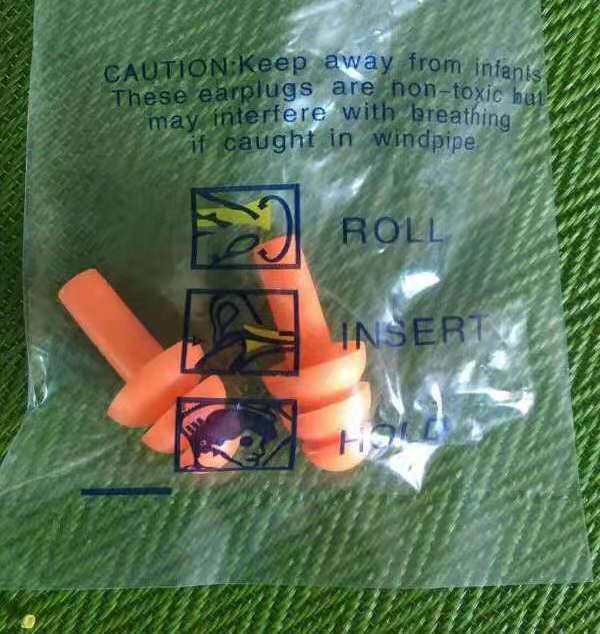 CAUTION:Keep away from infants
These earplugs are non-toxic but
may interfere with breathing
if caught in windpipe
ROLL
INSERT
HOLD